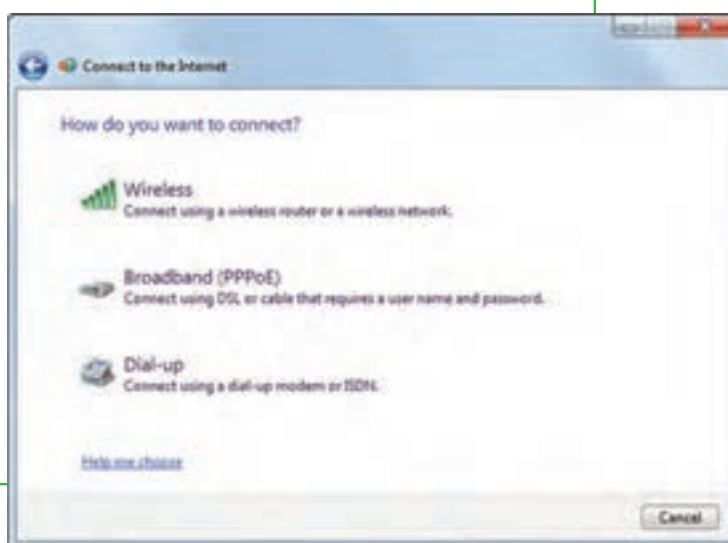 Connect to the Internet
How do you want to connect?
Wireless
Connect using a wireless router or a wireless network.
Broadband (PPPoE)
Connect using DSL or cable that requires a user name and password.
Dial-up
Connect using a dial-up modem or ISDN.
Help me choose
Cancel